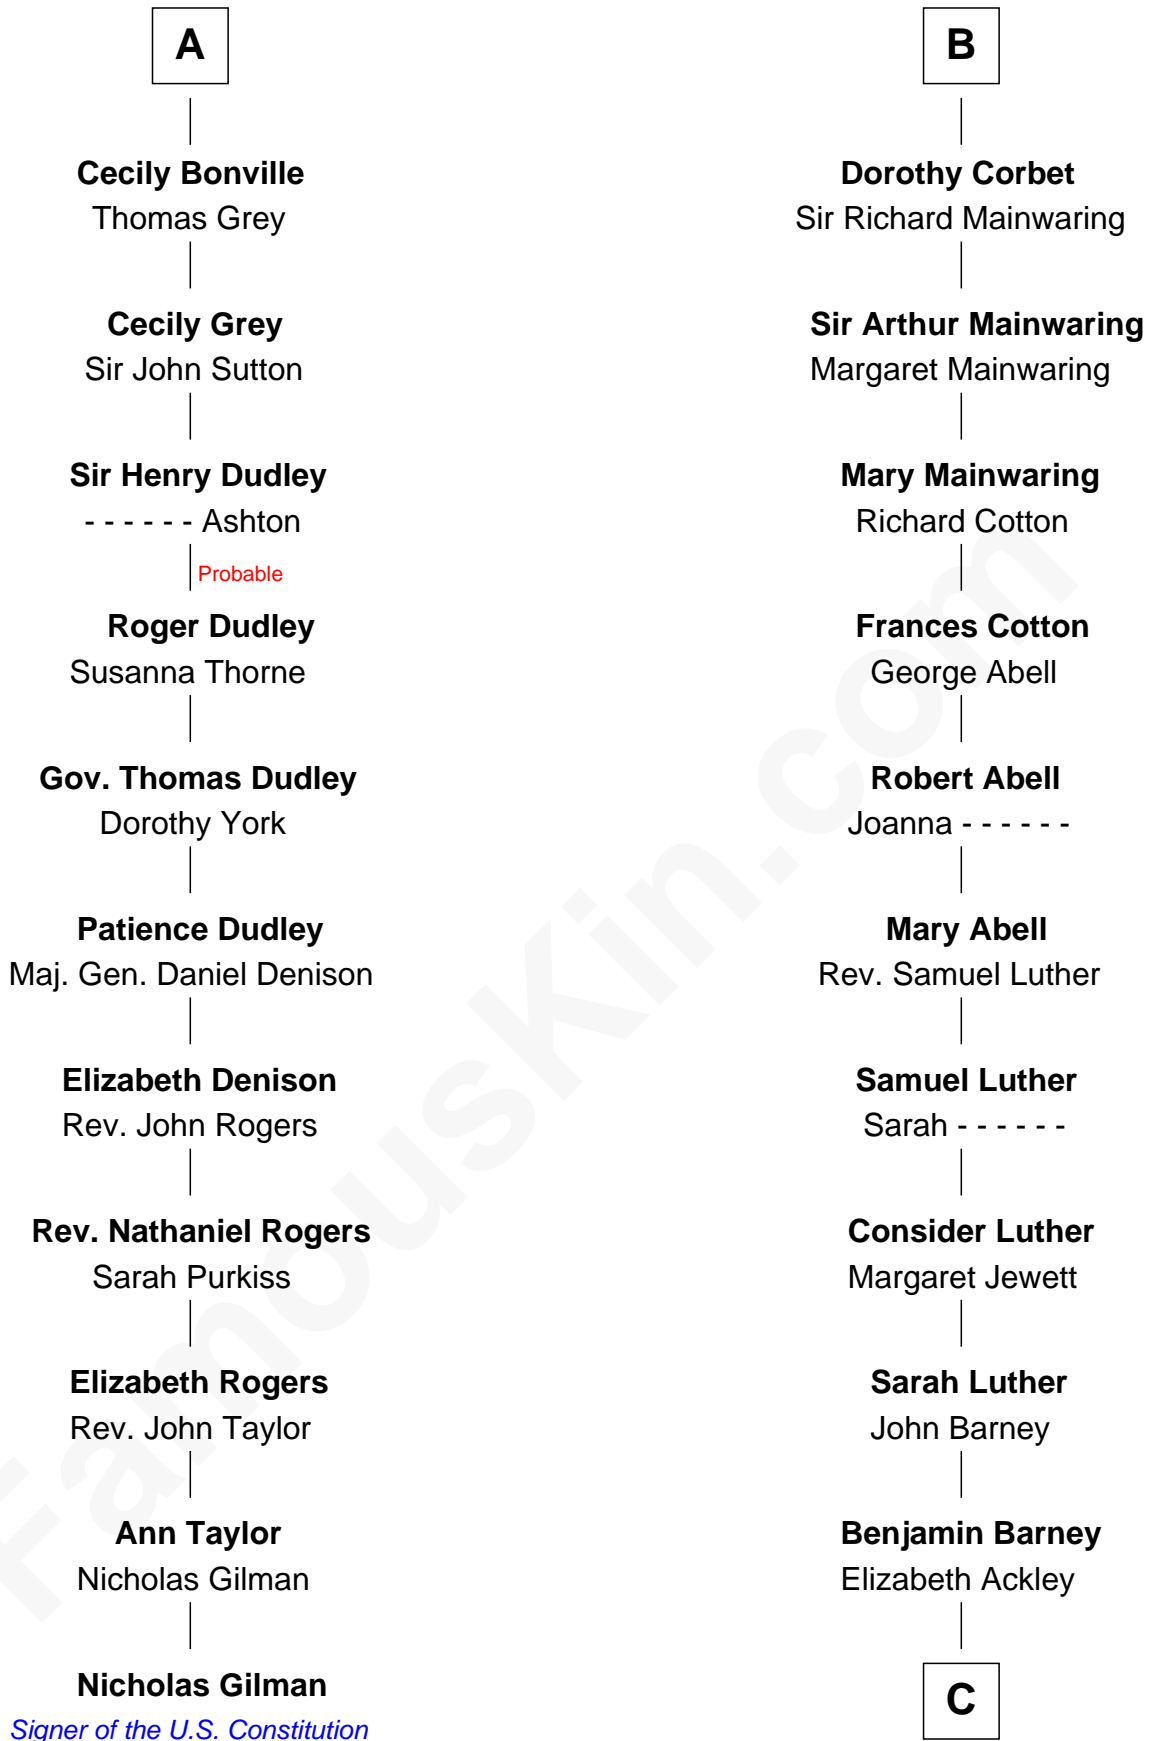 A
Cecily Bonville
Thomas Grey
Cecily Grey
Sir John Sutton
Sir Henry Dudley
- - - - - - Ashton
Probable
Roger Dudley
Susanna Thorne
Gov. Thomas Dudley
Dorothy York
Patience Dudley
Maj. Gen. Daniel Denison
Elizabeth Denison
Rev. John Rogers
Rev. Nathaniel Rogers
Sarah Purkiss
Elizabeth Rogers
Rev. John Taylor
Ann Taylor
Nicholas Gilman
Nicholas Gilman
Signer of the U.S. Constitution
B
Dorothy Corbet
Sir Richard Mainwaring
Sir Arthur Mainwaring
Margaret Mainwaring
Mary Mainwaring
Richard Cotton
Frances Cotton
George Abell
Robert Abell
Joanna - - - - - -
Mary Abell
Rev. Samuel Luther
Samuel Luther
Sarah - - - - - -
Consider Luther
Margaret Jewett
Sarah Luther
John Barney
Benjamin Barney
Elizabeth Ackley
C
FamousKin.com